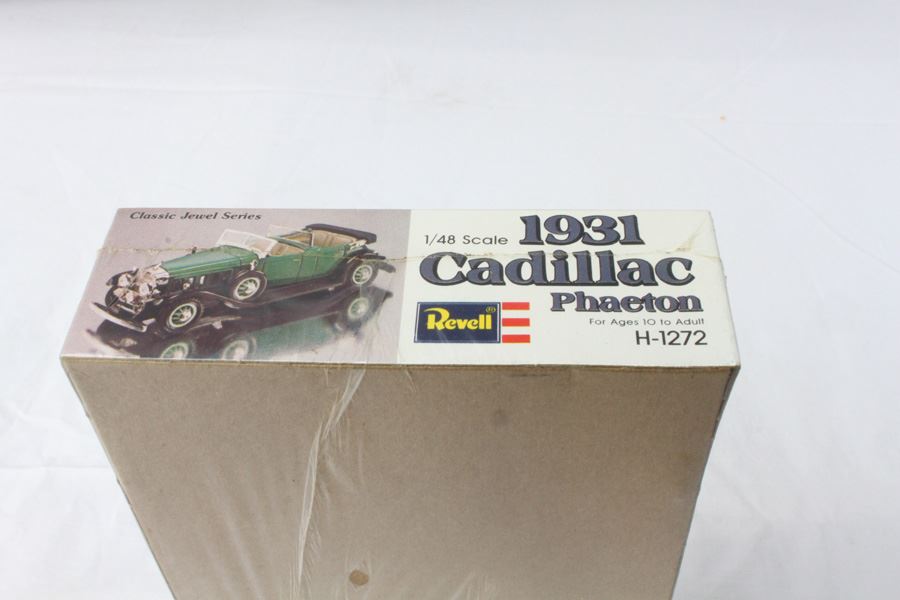 Classic Jewel Series
1/48 Scale 1931
Cadillac
Phaeton
Revell®
For Ages 10 to Adult
H-1272